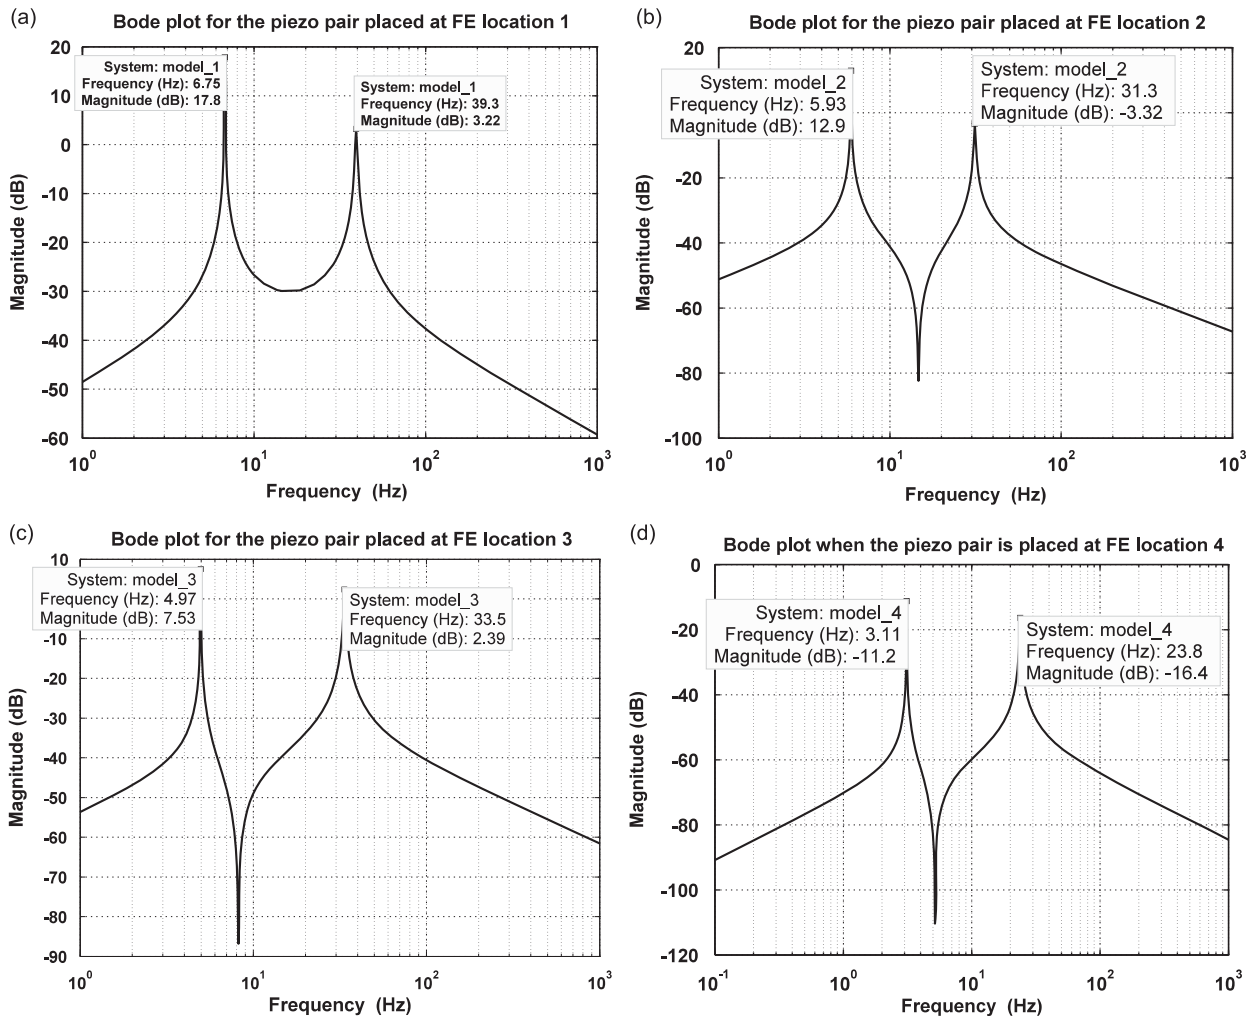 (a)
Bode plot for the piezo pair placed at FE location 1
20
10
0
-10
-20
-30
-40
-50
-60
Magnitude (dB)
System: model_1
Frequency (Hz): 6.75
Magnitude (dB): 17.8
System: model_1
Frequency (Hz): 39.3
Magnitude (dB): 3.22
10^0
10^1
10^2
10^3
Frequency (Hz)
(b)
Bode plot for the piezo pair placed at FE location 2
20
-20
-40
-60
-80
-100
Magnitude (dB)
System: model_2
Frequency (Hz): 5.93
Magnitude (dB): 12.9
System: model_2
Frequency (Hz): 31.3
Magnitude (dB): -3.32
10^0
10^1
10^2
10^3
Frequency (Hz)
(c)
Bode plot for the piezo pair placed at FE location 3
10
-10
-20
-30
-40
-50
-60
-70
-80
-90
Magnitude (dB)
System: model_3
Frequency (Hz): 4.97
Magnitude (dB): 7.53
System: model_3
Frequency (Hz): 33.5
Magnitude (dB): 2.39
10^0
10^1
10^2
10^3
Frequency (Hz)
(d)
Bode plot when the piezo pair is placed at FE location 4
0
-20
-40
-60
-80
-100
-120
Magnitude (dB)
System: model_4
Frequency (Hz): 3.11
Magnitude (dB): -11.2
System: model_4
Frequency (Hz): 23.8
Magnitude (dB): -16.4
10^-1
10^0
10^1
10^2
10^3
Frequency (Hz)